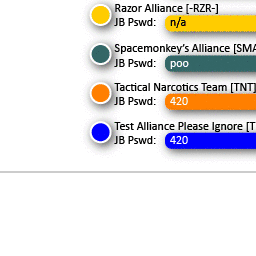 Razor Alliance [-RZR-]
JB Pswd: n/a
Spacemonkey's Alliance [SMA
JB Pswd: poo
Tactical Narcotics Team [TNT]
JB Pswd: 420
Test Alliance Please Ignore [T
JB Pswd: 420